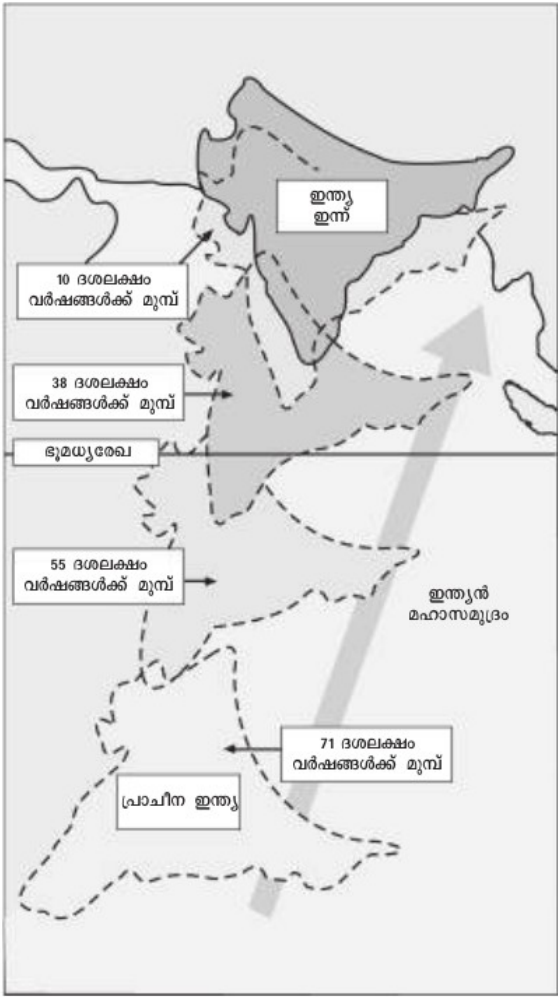 ഇന്ത്യ
ഇന്ന്
10 ദശലക്ഷം
വർഷങ്ങൾക്ക് മുമ്പ്
38 ദശലക്ഷം
വർഷങ്ങൾക്ക് മുമ്പ്
ഭൂമധ്യരേഖ
55 ദശലക്ഷം
വർഷങ്ങൾക്ക് മുമ്പ്
ഇന്ത്യൻ
മഹാസമുദ്രം
71 ദശലക്ഷം
വർഷങ്ങൾക്ക് മുമ്പ്
പ്രാചീന ഇന്ത്യ